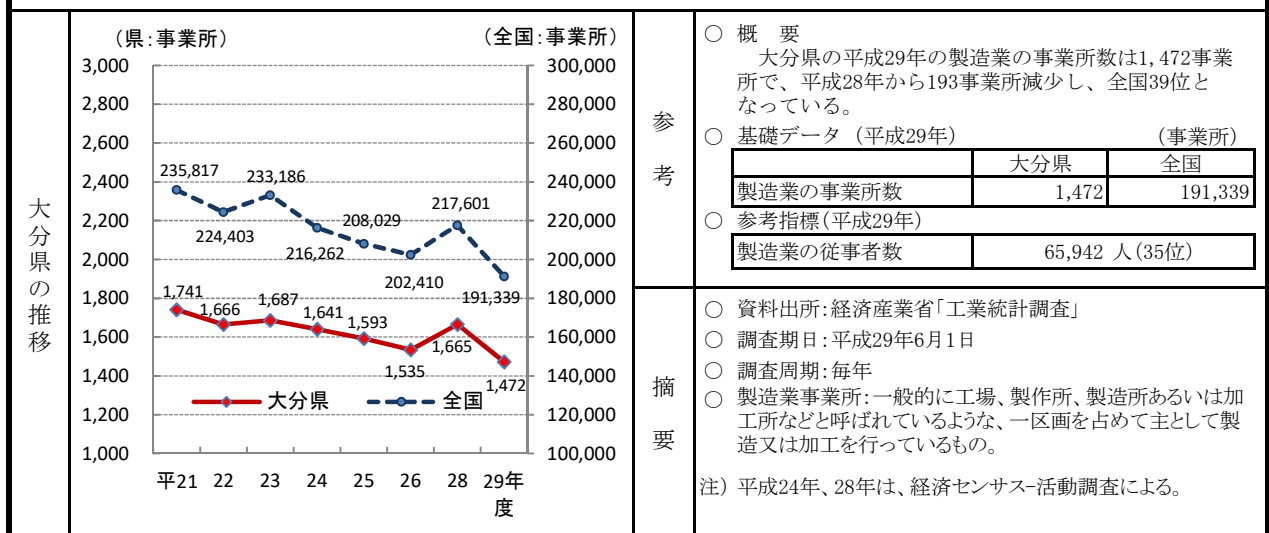 大分県の推移
（県：事業所）
（全国：事業所）
3,000
2,800
2,600
2,400
2,200
2,000
1,800
1,600
1,400
1,200
1,000
300,000
280,000
260,000
240,000
220,000
200,000
180,000
160,000
140,000
120,000
100,000
235,817
224,403
233,186
216,262
208,029
202,410
217,601
191,339
1,741
1,666
1,687
1,641
1,593
1,535
1,665
1,472
大分県
全国
平21 22 23 24 25 26 28 29年度
参考
○ 概　要
大分県の平成29年の製造業の事業所数は1,472事業
所で、平成28年から193事業所減少し、全国39位と
なっている。
○ 基礎データ（平成29年） （事業所）
大分県 全国
製造業の事業所数 1,472 191,339
○ 参考指標（平成29年）
製造業の従事者数 65,942 人（35位）
摘要
○ 資料出所：経済産業省「工業統計調査」
○ 調査期日：平成29年6月1日
○ 調査周期：毎年
○ 製造業事業所：一般的に工場、製作所、製造所あるいは加
工所などと呼ばれているような、一区画を占めて主として製
造又は加工を行っているもの。
注）平成24年、28年は、経済センサス-活動調査による。